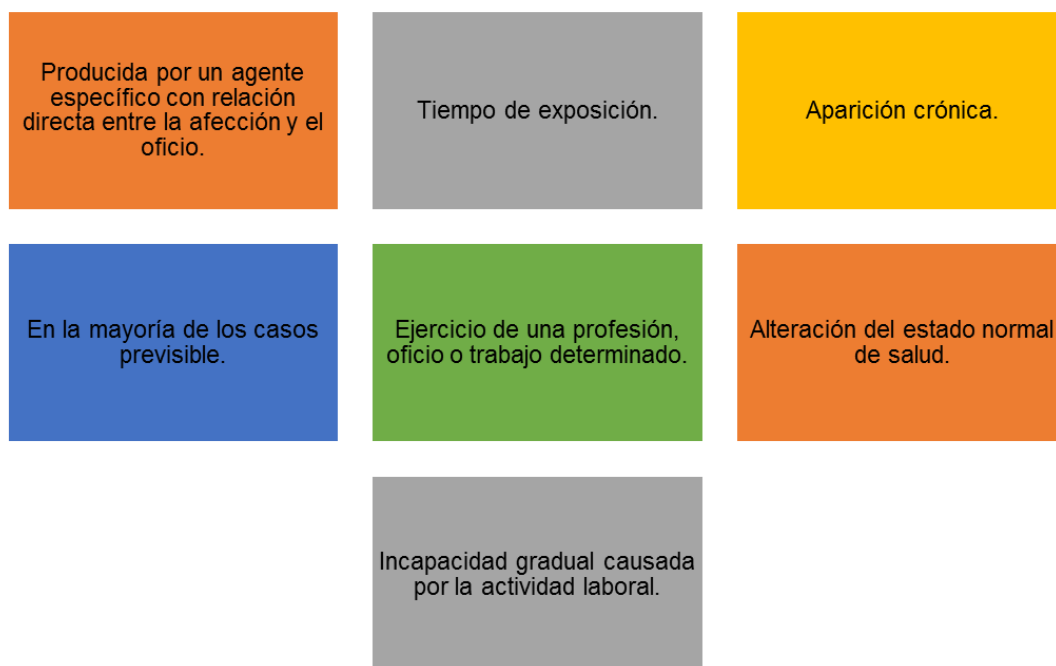 Producida por un agente
específico con relación
directa entre la afección y el
oficio.
Tiempo de exposición.
Aparición crónica.
En la mayoría de los casos
previsible.
Ejercicio de una profesión,
oficio o trabajo determinado.
Alteración del estado normal
de salud.
Incapacidad gradual causada
por la actividad laboral.